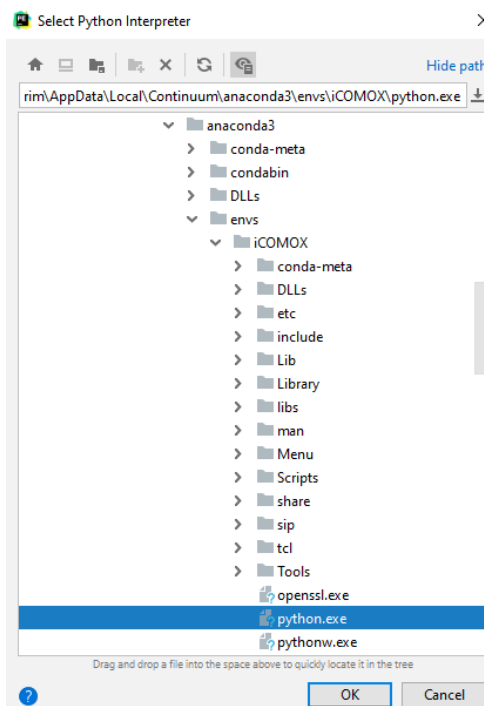 Select Python Interpreter
Hide path
rim\AppData\Local\Continuum\anaconda3\envs\iCOMOX\python.exe
anaconda3
conda-meta
condabin
DLLs
envs
iCOMOX
conda-meta
DLLs
etc
include
Lib
Library
libs
man
Menu
Scripts
share
sip
tcl
Tools
openssl.exe
python.exe
pythonw.exe
Drag and drop a file into the space above to quickly locate it in the tree
OK Cancel